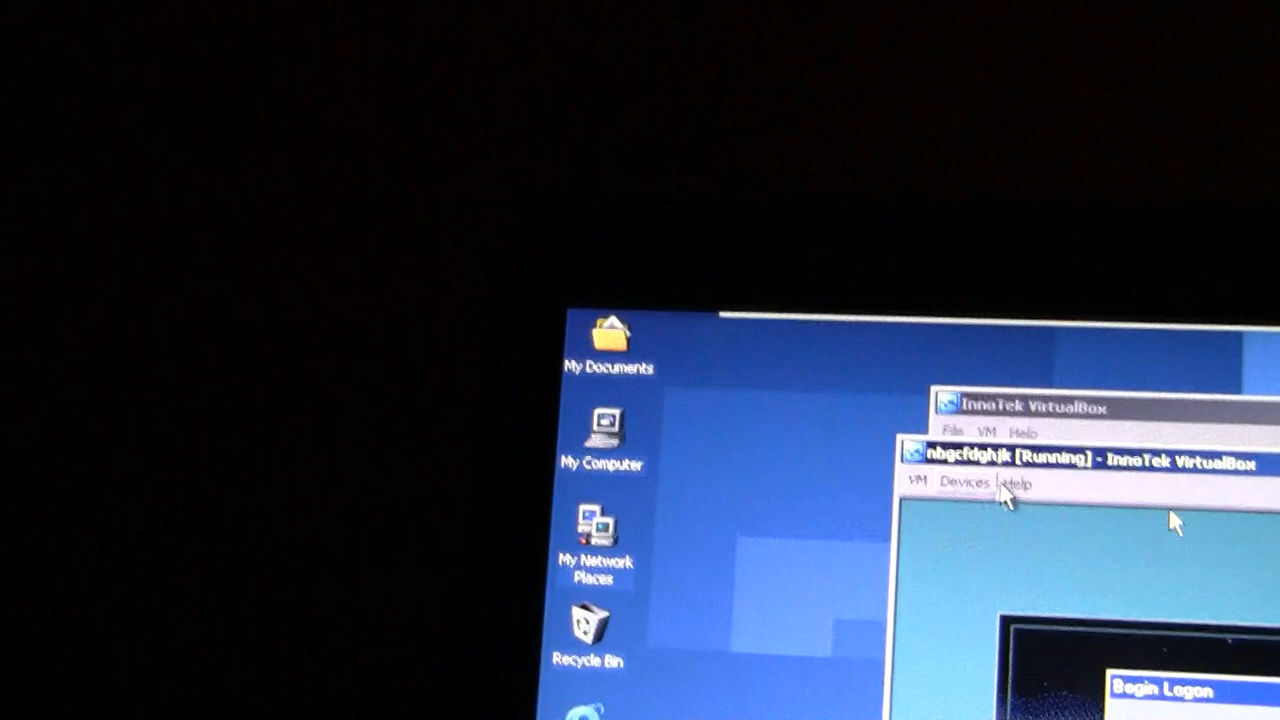 My Documents
InnoTek VirtualBox
File VM Help
nbgcfdghjk [Running] - InnoTek VirtualBox
VM Devices Help
My Computer
My Network
Places
Recycle Bin
Begin Logon